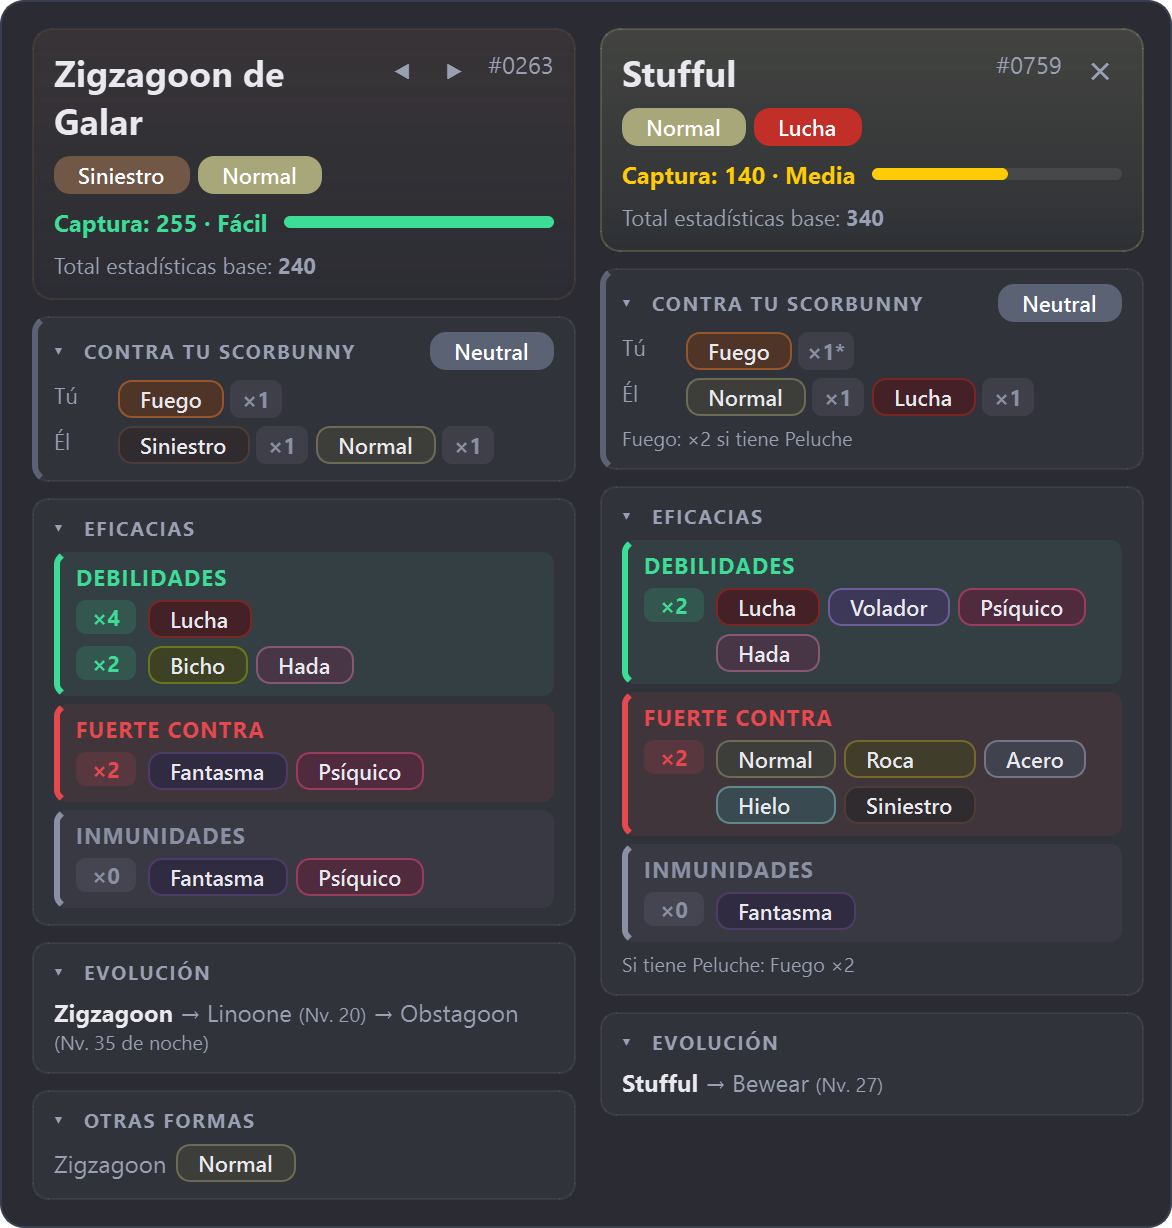 Zigzagoon de
Galar
◀ ▶ #0263
Siniestro Normal
Captura: 255 · Fácil
Total estadísticas base: 240
▾ CONTRA TU SCORBUNNY Neutral
Tú Fuego ×1
Él Siniestro ×1 Normal ×1
▾ EFICACIAS
DEBILIDADES
×4 Lucha
×2 Bicho Hada
FUERTE CONTRA
×2 Fantasma Psíquico
INMUNIDADES
×0 Fantasma Psíquico
▾ EVOLUCIÓN
Zigzagoon → Linoone (Nv. 20) → Obstagoon
(Nv. 35 de noche)
▾ OTRAS FORMAS
Zigzagoon Normal
Stufful #0759 ✕
Normal Lucha
Captura: 140 · Media
Total estadísticas base: 340
▾ CONTRA TU SCORBUNNY Neutral
Tú Fuego ×1*
Él Normal ×1 Lucha ×1
Fuego: ×2 si tiene Peluche
▾ EFICACIAS
DEBILIDADES
×2 Lucha Volador Psíquico
Hada
FUERTE CONTRA
×2 Normal Roca Acero
Hielo Siniestro
INMUNIDADES
×0 Fantasma
Si tiene Peluche: Fuego ×2
▾ EVOLUCIÓN
Stufful → Bewear (Nv. 27)